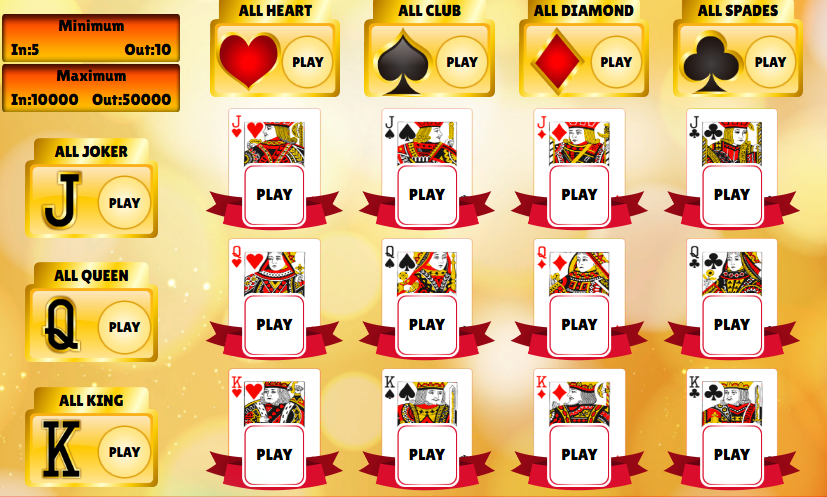 Minimum
In:5 Out:10
Maximum
In:10000 Out:50000
ALL HEART
PLAY
ALL CLUB
PLAY
ALL DIAMOND
PLAY
ALL SPADES
PLAY
ALL JOKER
J PLAY
J
PLAY
J
PLAY
J
PLAY
J
PLAY
ALL QUEEN
Q PLAY
Q
PLAY
Q
PLAY
Q
PLAY
Q
PLAY
ALL KING
K PLAY
K
PLAY
K
PLAY
K
PLAY
K
PLAY